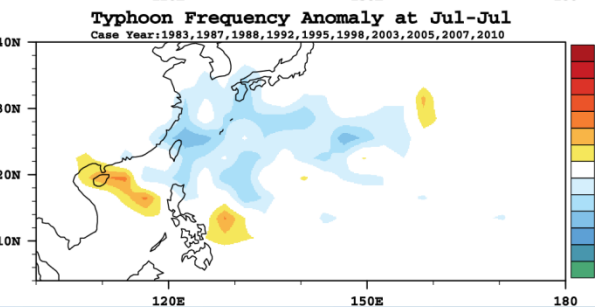 Typhoon Frequency Anomaly at Jul-Jul
Case Year:1983,1987,1988,1992,1995,1998,2003,2005,2007,2010
30N
20N
120E
150E
180